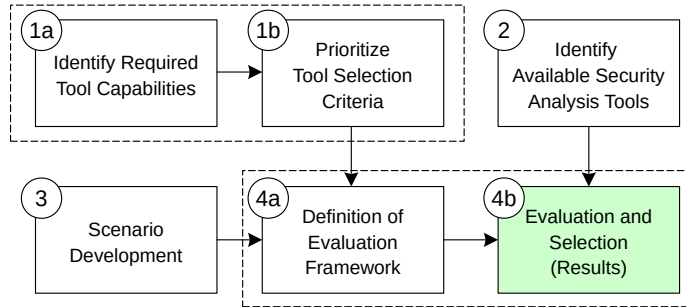 1a
Identify Required
Tool Capabilities
1b
Prioritize
Tool Selection
Criteria
2
Identify
Available Security
Analysis Tools
3
Scenario
Development
4a
Definition of
Evaluation
Framework
4b
Evaluation and
Selection
(Results)